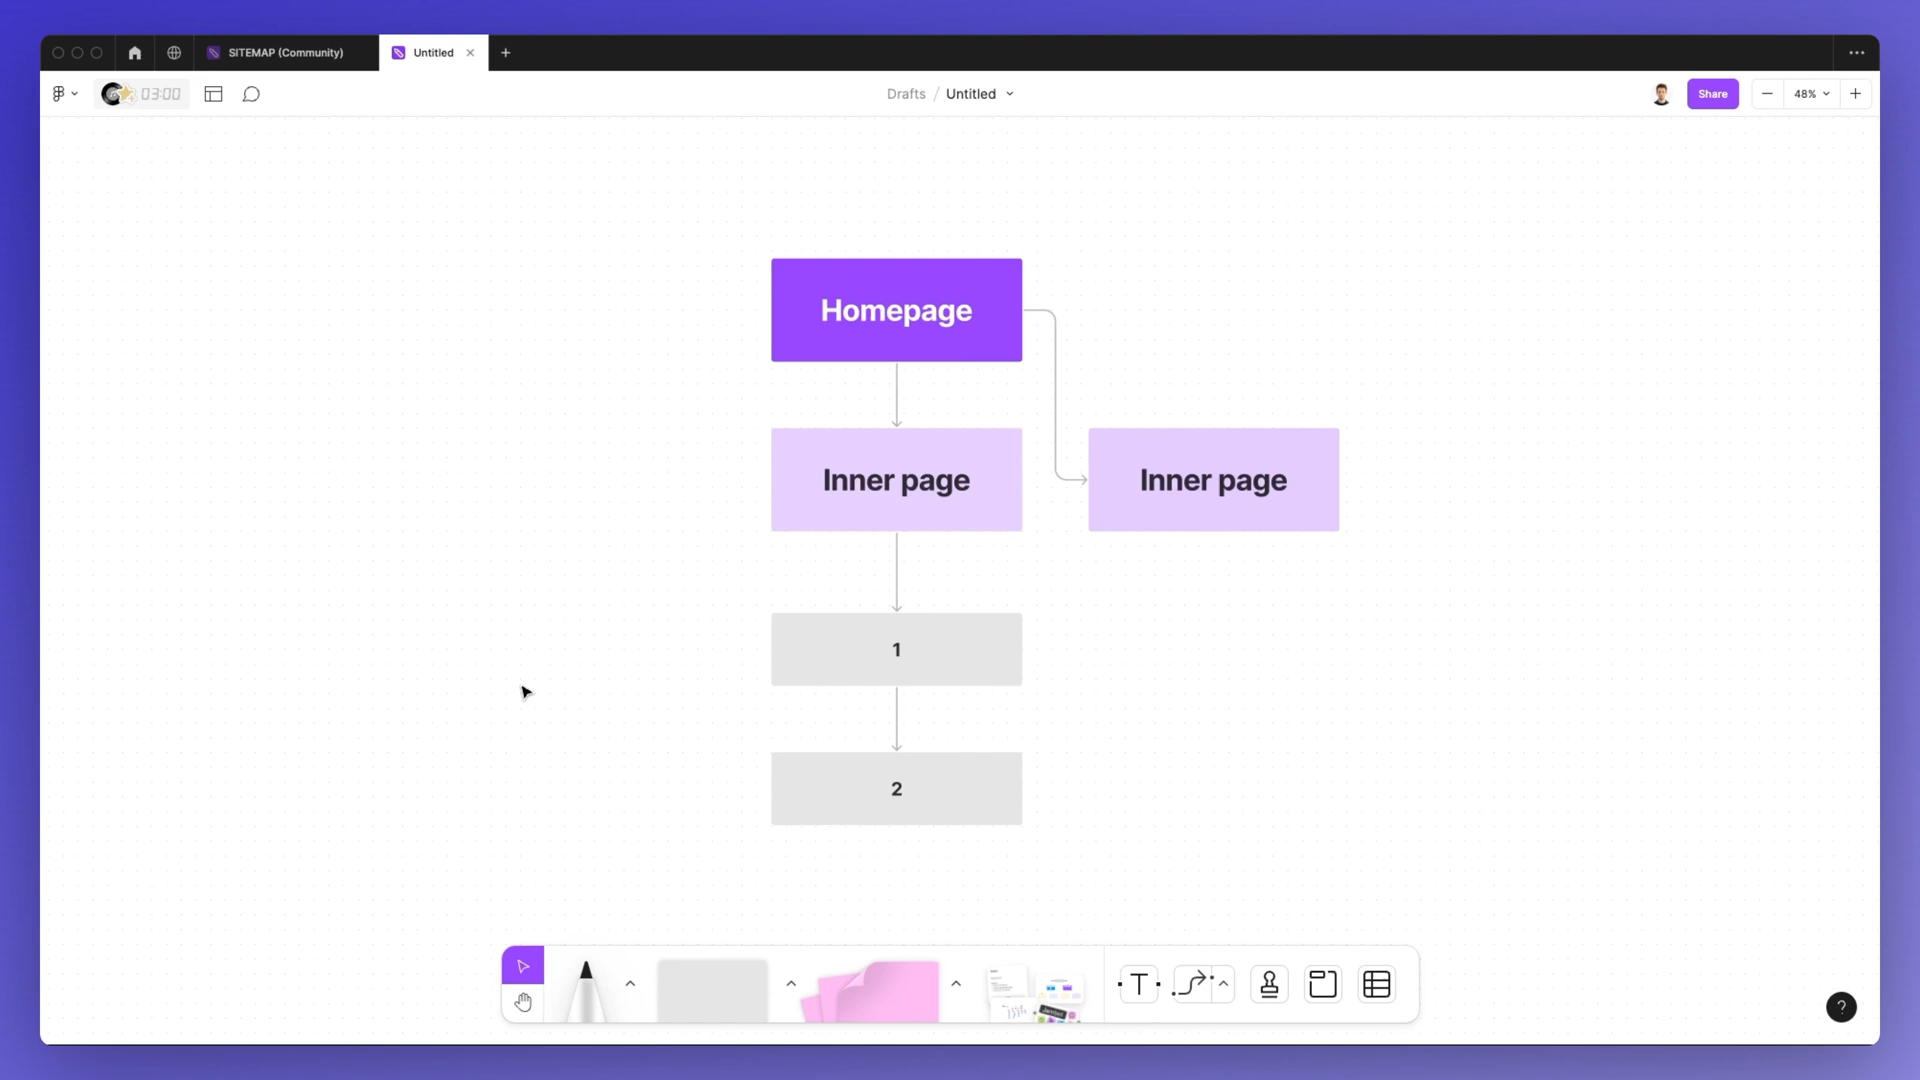 SITEMAP (Community)
Untitled
03:00
Drafts / Untitled
Share
48%
Homepage
Inner page
Inner page
1
2
T
?